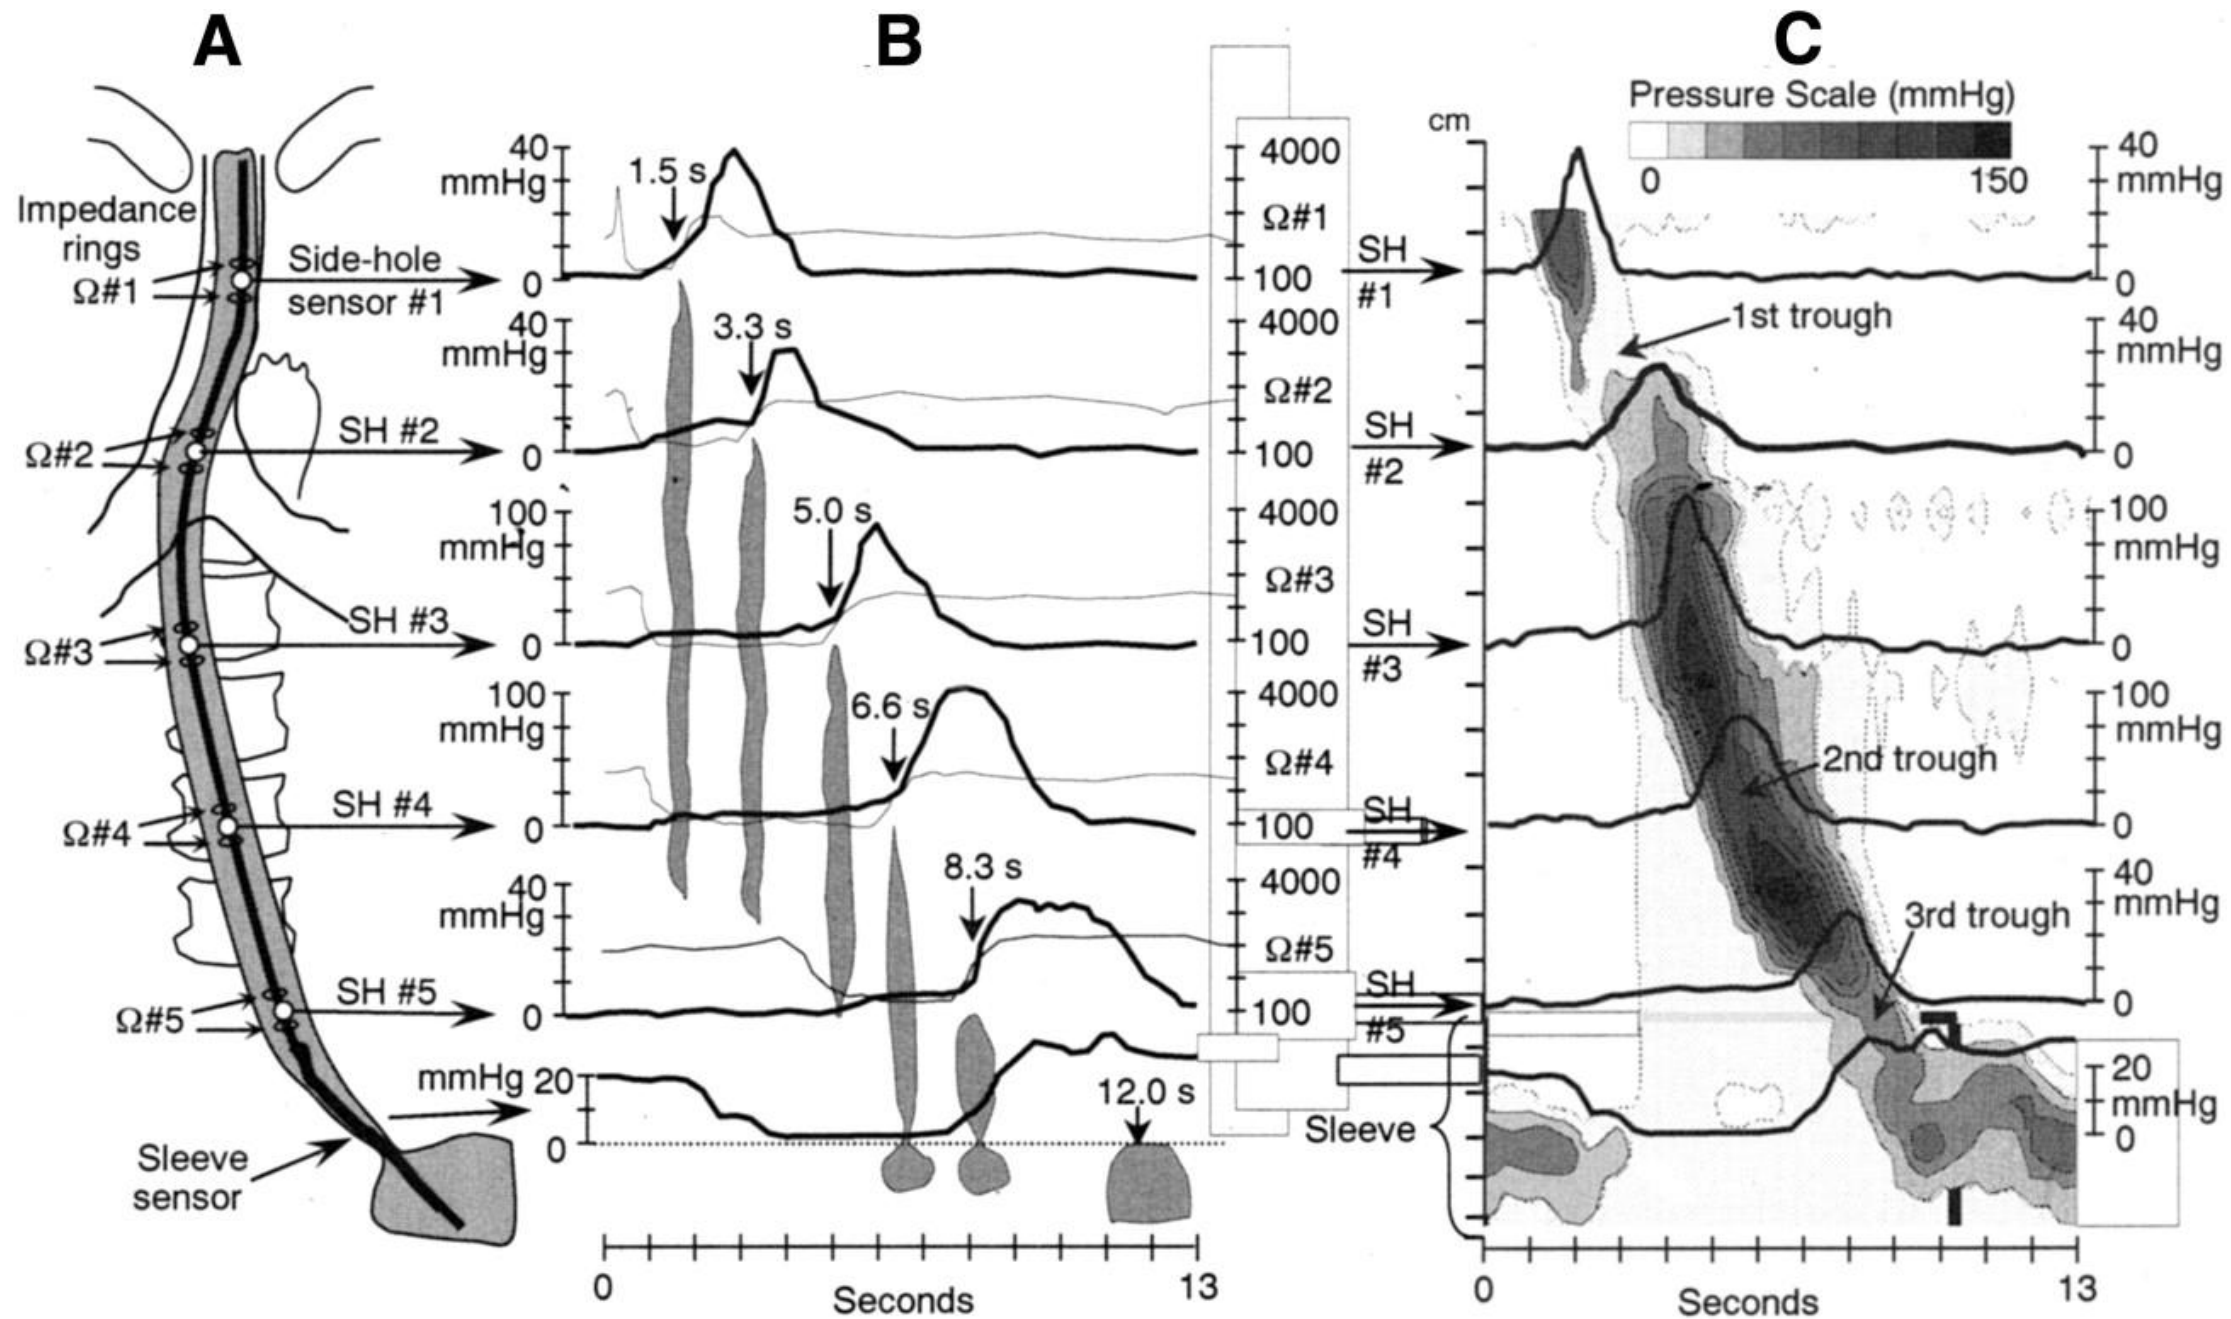 A
B
C
Impedance
rings
Ω#1
Side-hole
sensor #1
Ω#2
SH #2
Ω#3
SH #3
Ω#4
SH #4
Ω#5
SH #5
Sleeve
sensor
40
mmHg
0
40
mmHg
0
100
mmHg
0
100
mmHg
0
40
mmHg
0
mmHg 20
0
1.5 s
3.3 s
5.0 s
6.6 s
8.3 s
12.0 s
0
13
Seconds
4000
Ω#1
100
4000
Ω#2
100
4000
Ω#3
100
4000
Ω#4
100
4000
Ω#5
100
cm
SH
#1
SH
#2
SH
#3
SH
#4
SH
#5
Sleeve
Pressure Scale (mmHg)
0 150
1st trough
2nd trough
3rd trough
40
mmHg
0
40
mmHg
0
100
mmHg
0
100
mmHg
0
40
mmHg
0
20
mmHg
0
0
13
Seconds